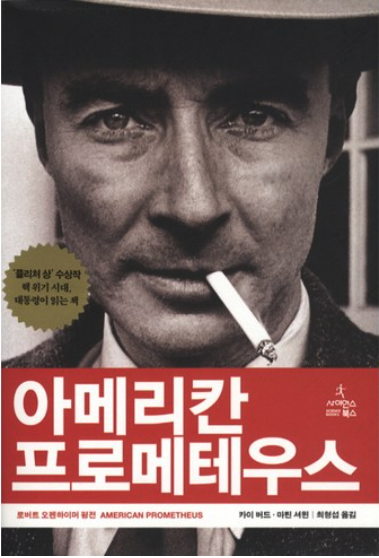 '퓰리처 상' 수상작
핵 위기 시대,
대통령이 읽는 책
아메리칸
프로메테우스
사이언스
SCIENCE
BOOKS
북스
로버트 오펜하이머 평전 AMERICAN PROMETHEUS
카이 버드·마틴 셔윈 | 최형섭 옮김